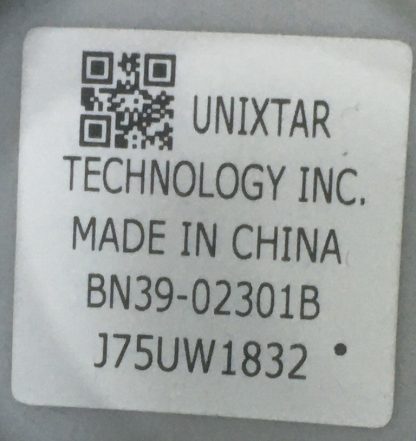 UNIXTAR
TECHNOLOGY INC.
MADE IN CHINA
BN39-02301B
J75UW1832